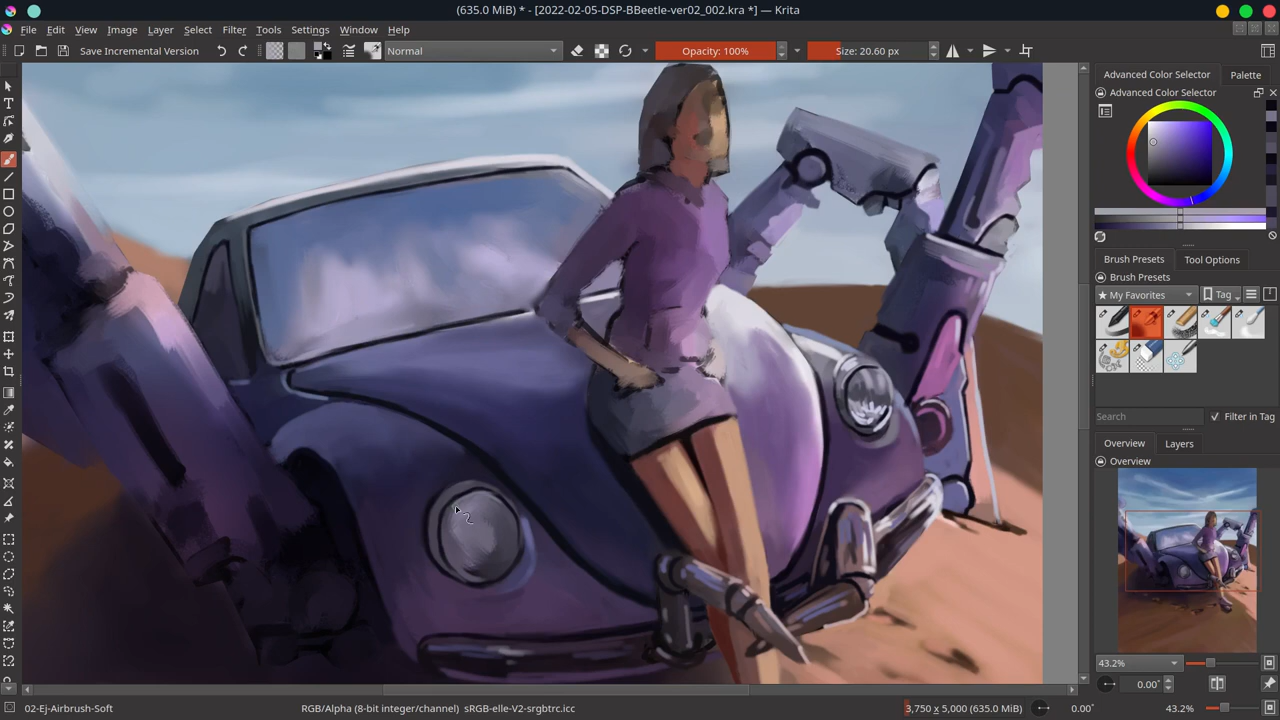 (635.0 MiB) * - [2022-02-05-DSP-BBeetle-ver02_002.kra *] — Krita
File Edit View Image Layer Select Filter Tools Settings Window Help
Save Incremental Version Normal Opacity: 100% Size: 20.60 px
Advanced Color Selector Palette
Advanced Color Selector
Brush Presets Tool Options
Brush Presets
★ My Favorites Tag
Search Filter in Tag
Overview Layers
Overview
43.2%
0.00°
02-Ej-Airbrush-Soft RGB/Alpha (8-bit integer/channel) sRGB-elle-V2-srgbtrc.icc 3,750 x 5,000 (635.0 MiB) 0.00° 43.2%